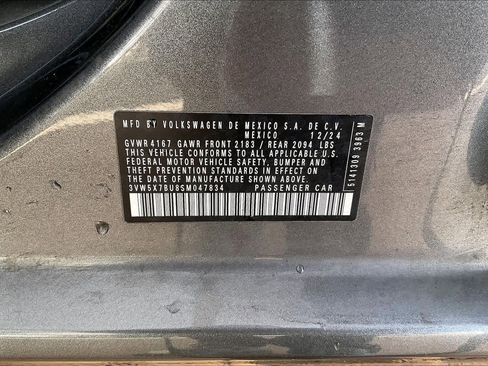 MFD BY VOLKSWAGEN DE MEXICO S.A. DE C.V.
MEXICO 12/24
GVWR 4167 GAWR FRONT 2183 / REAR 2094 LBS
THIS VEHICLE CONFORMS TO ALL APPLICABLE U.S.
FEDERAL MOTOR VEHICLE SAFETY, BUMPER AND
THEFT PREVENTION STANDARDS IN EFFECT ON THE
DATE OF MANUFACTURE SHOWN ABOVE.
3VW5X7BU8SM047834 PASSENGER CAR
5141309 3963 M